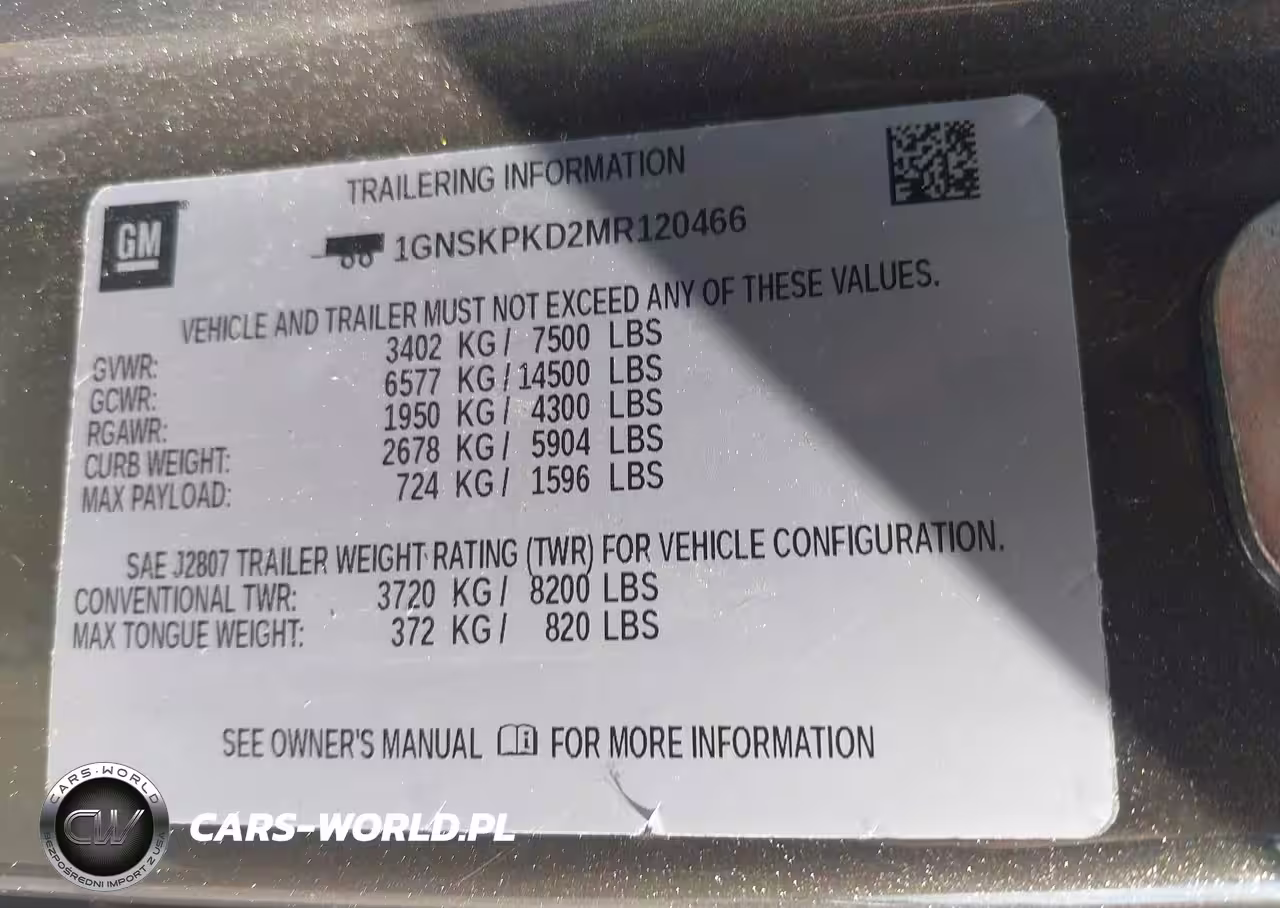 TRAILERING INFORMATION
GM
1GNSKPKD2MR120466
VEHICLE AND TRAILER MUST NOT EXCEED ANY OF THESE VALUES.
GVWR: 3402 KG / 7500 LBS
GCWR: 6577 KG / 14500 LBS
RGAWR: 1950 KG / 4300 LBS
CURB WEIGHT: 2678 KG / 5904 LBS
MAX PAYLOAD: 724 KG / 1596 LBS
SAE J2807 TRAILER WEIGHT RATING (TWR) FOR VEHICLE CONFIGURATION.
CONVENTIONAL TWR: 3720 KG / 8200 LBS
MAX TONGUE WEIGHT: 372 KG / 820 LBS
SEE OWNER'S MANUAL FOR MORE INFORMATION
CARS-WORLD
CW
BEZPOŚREDNI IMPORT Z USA
CARS-WORLD.PL